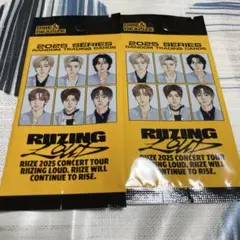 2025 SERIES
RANDOM TRADING CARDS
RIIZING
LOUD
RIIZE 2025 CONCERT TOUR
RIIZING LOUD. RIIZE WILL
CONTINUE TO RISE.
2025 SERIES
RANDOM TRADING CARDS
RIIZING
LOUD
RIIZE 2025 CONCERT TOUR
RIIZING LOUD. RIIZE WILL
CONTINUE TO RISE.